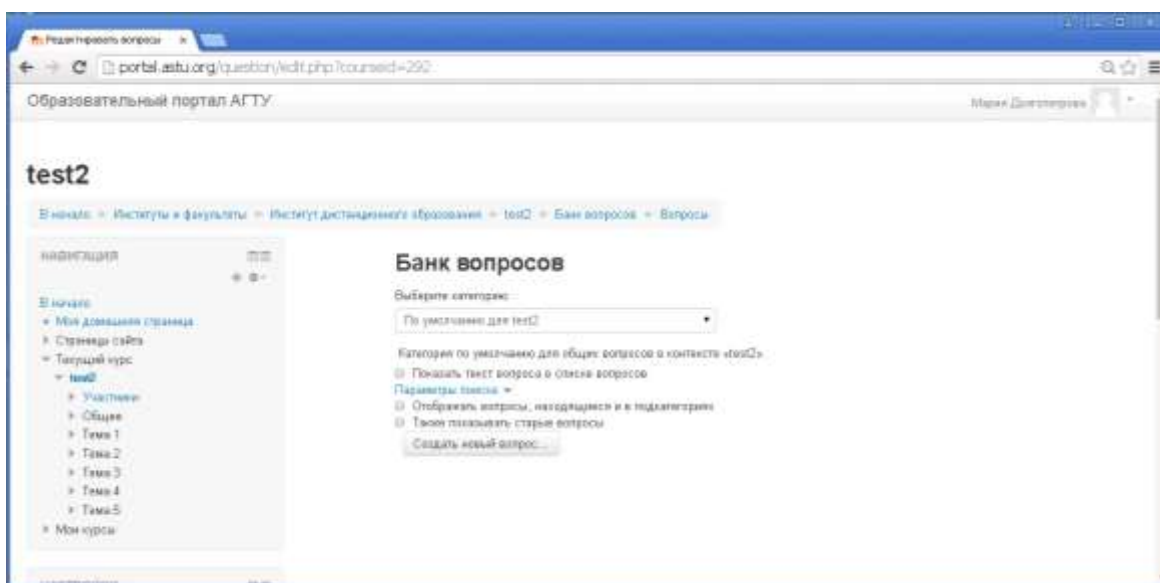 Редактировать вопросы
portal.astu.org/question/edit.php?courseid=292
Образовательный портал АГТУ
Мария
test2
В начало
Институты и факультеты
Институт дистанционного образования
test2
Банк вопросов
Вопросы
НАВИГАЦИЯ
В начало
Моя домашняя страница
Страницы сайта
Текущий курс
test2
Участники
Общее
Тема 1
Тема 2
Тема 3
Тема 4
Тема 5
Мои курсы
Банк вопросов
Выберите категорию:
По умолчанию для test2
Категория по умолчанию для общих вопросов в контексте «test2».
Показать текст вопроса в списке вопросов
Параметры поиска
Отображать вопросы, находящиеся и в подкатегориях
Также показывать старые вопросы
Создать новый вопрос...